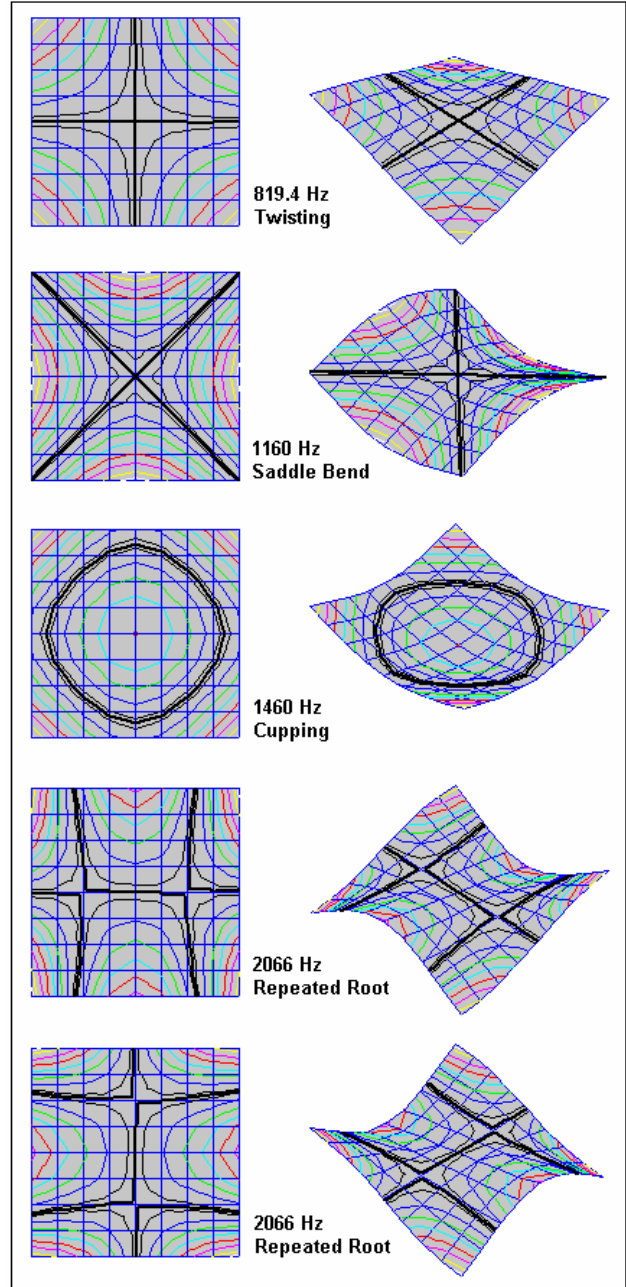 819.4 Hz
Twisting
1160 Hz
Saddle Bend
1460 Hz
Cupping
2066 Hz
Repeated Root
2066 Hz
Repeated Root